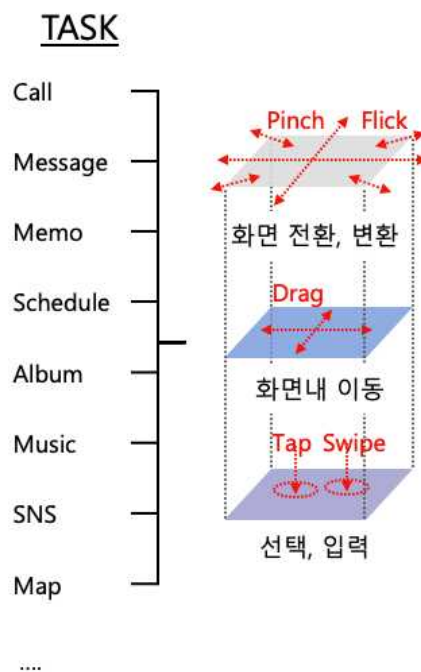 TASK
Call
Message
Memo
Schedule
Album
Music
SNS
Map
....
Pinch Flick
화면 전환, 변환
Drag
화면내 이동
Tap Swipe
선택, 입력